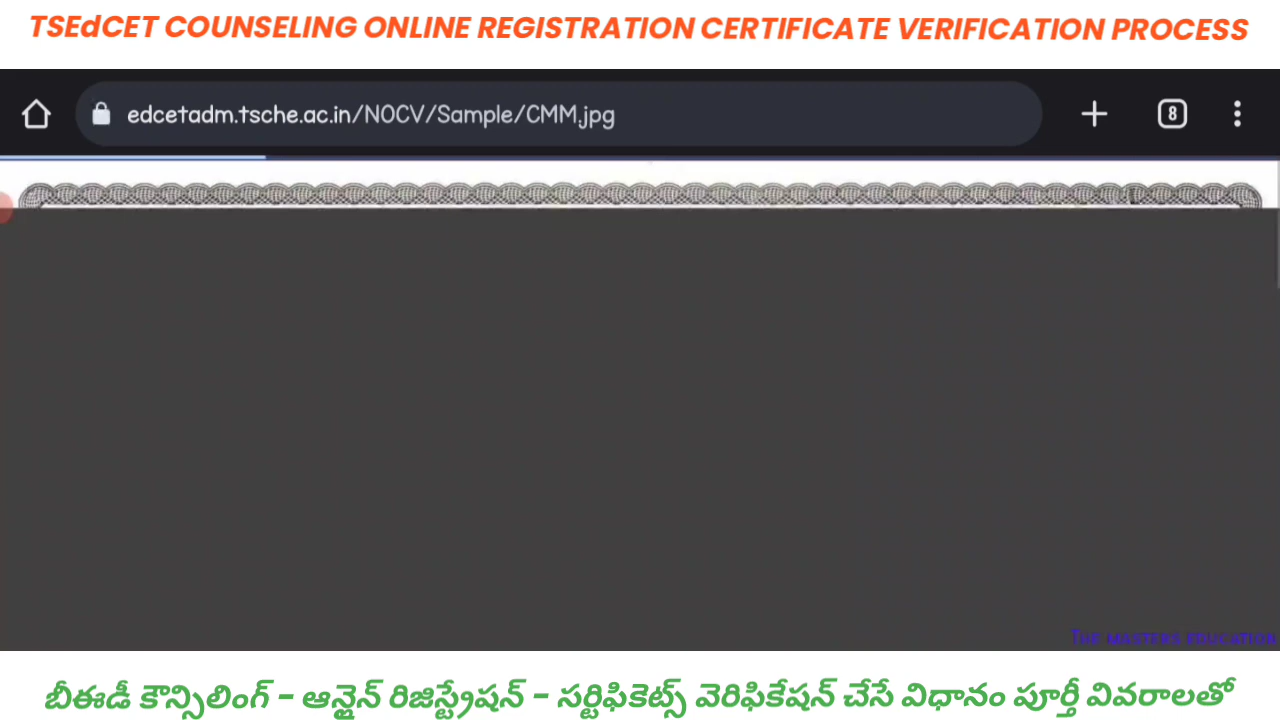 TSEdCET COUNSELING ONLINE REGISTRATION CERTIFICATE VERIFICATION PROCESS
edcetadm.tsche.ac.in/NOCV/Sample/CMM.jpg
8
THE MASTERS EDUCATION
బీఈడీ కౌన్సిలింగ్ - ఆన్లైన్ రిజిస్ట్రేషన్ - సర్టిఫికెట్స్ వెరిఫికేషన్ చేసే విధానం పూర్తీ వివరాలతో